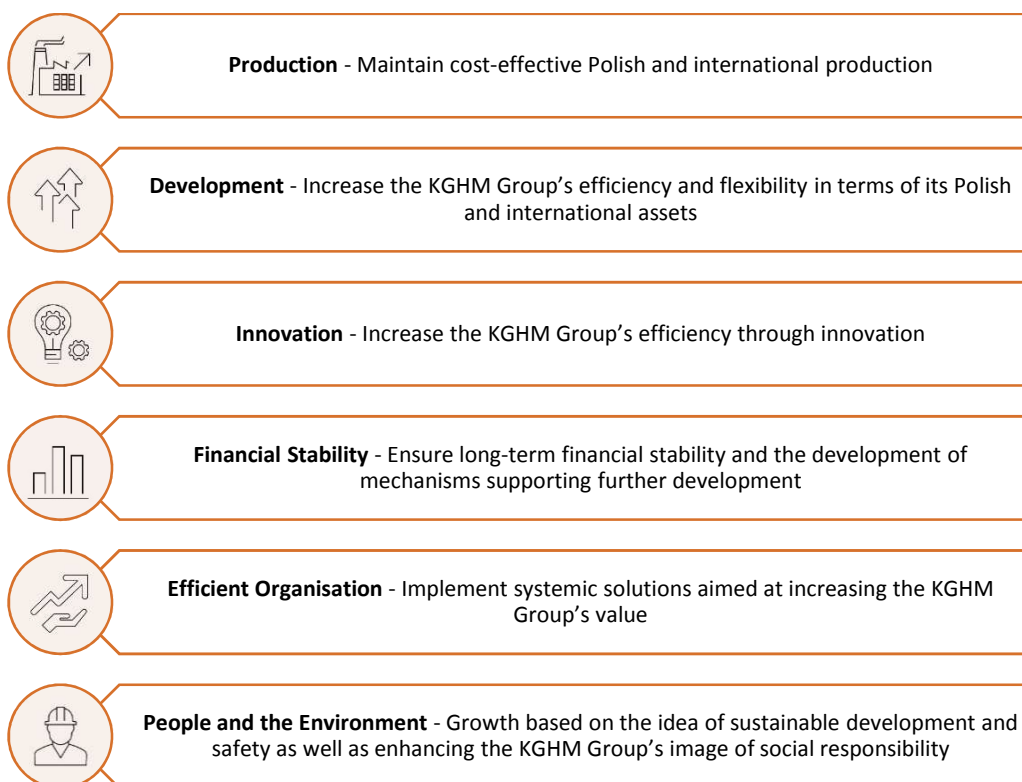 Production - Maintain cost-effective Polish and international production
Development - Increase the KGHM Group's efficiency and flexibility in terms of its Polish
and international assets
Innovation - Increase the KGHM Group's efficiency through innovation
Financial Stability - Ensure long-term financial stability and the development of
mechanisms supporting further development
Efficient Organisation - Implement systemic solutions aimed at increasing the KGHM
Group's value
People and the Environment - Growth based on the idea of sustainable development and
safety as well as enhancing the KGHM Group's image of social responsibility